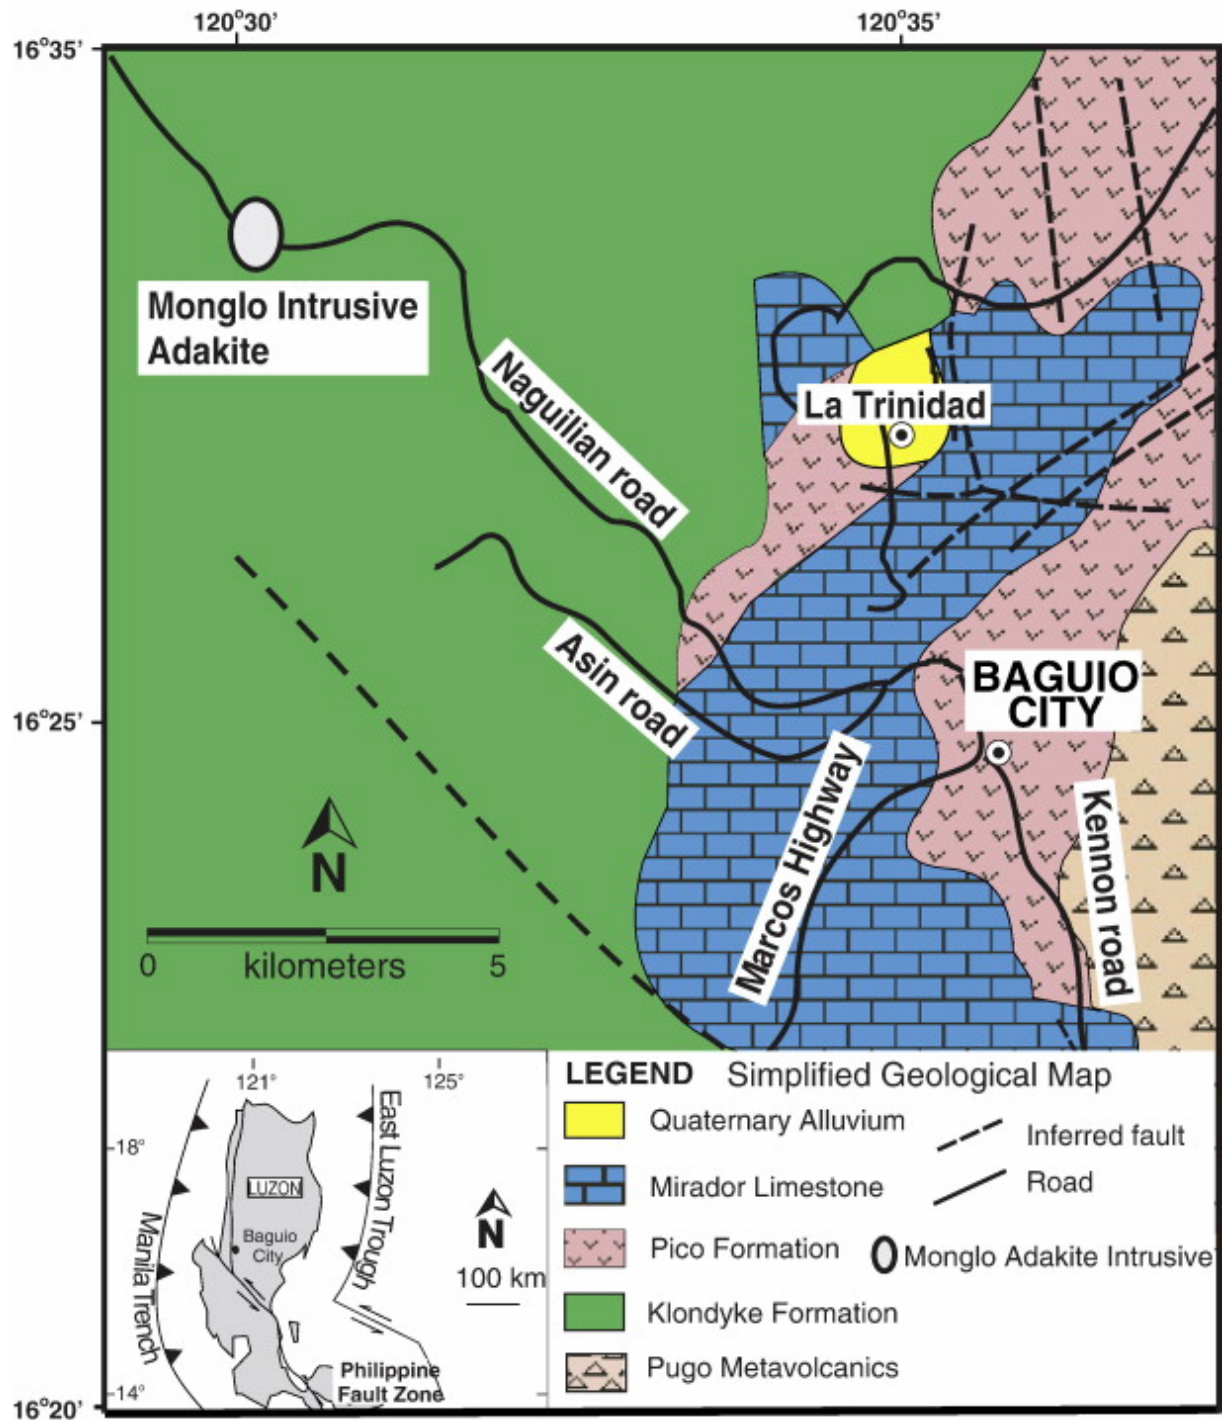 120°30’
120°35’
16°35’
Monglo Intrusive
Adakite
Naguilian road
La Trinidad
Asin road
BAGUIO
CITY
16°25’
Marcos Highway
Kennon road
N
0
kilometers
5
121°
125°
18°
LUZON
Baguio
City
East Luzon Trough
Manila Trench
N
100 km
Philippine
Fault Zone
14°
16°20’
LEGEND Simplified Geological Map
Quaternary Alluvium
Inferred fault
Mirador Limestone
Road
Pico Formation
Monglo Adakite Intrusive
Klondyke Formation
Pugo Metavolcanics